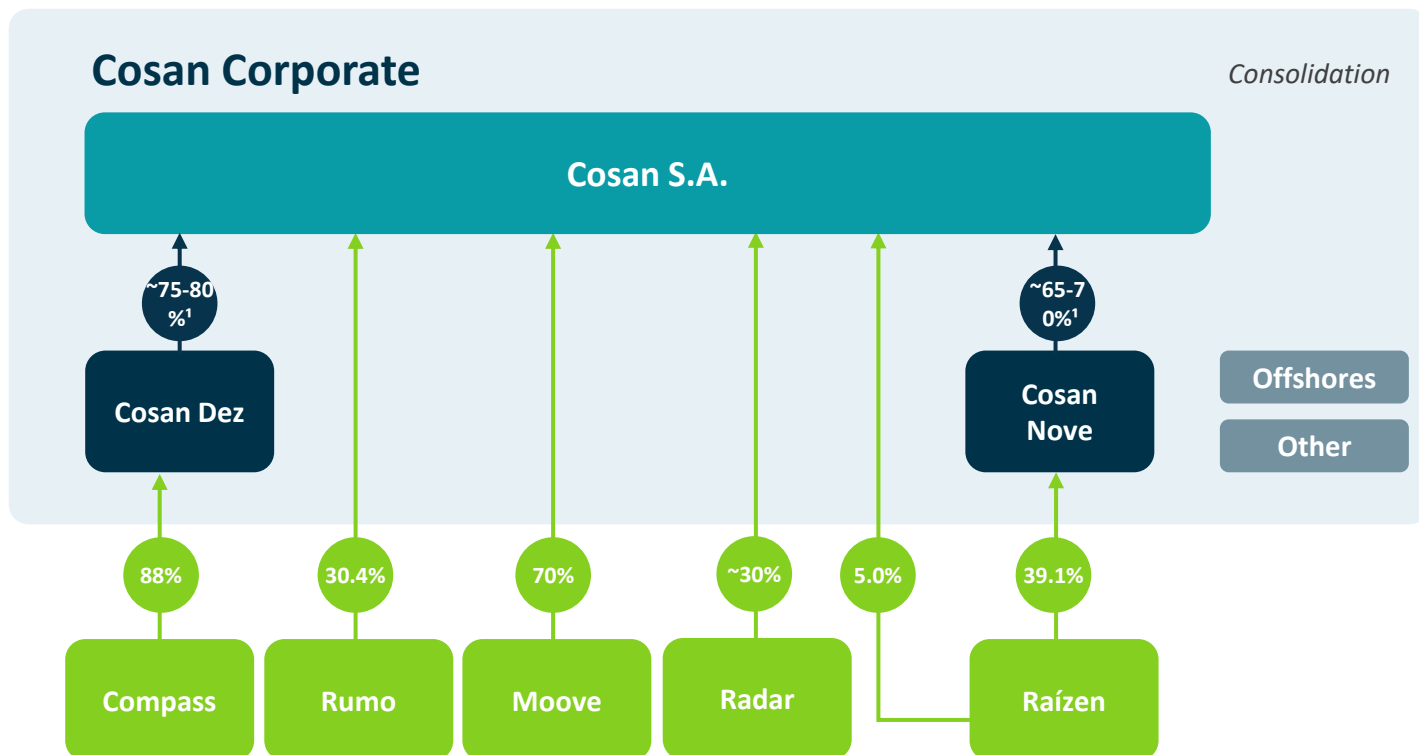 Cosan Corporate
Consolidation
Cosan S.A.
~75-80
%¹
~65-7
0%¹
Cosan Dez
Cosan
Nove
Offshores
Other
88%
30.4%
70%
~30%
5.0%
39.1%
Compass
Rumo
Moove
Radar
Raízen